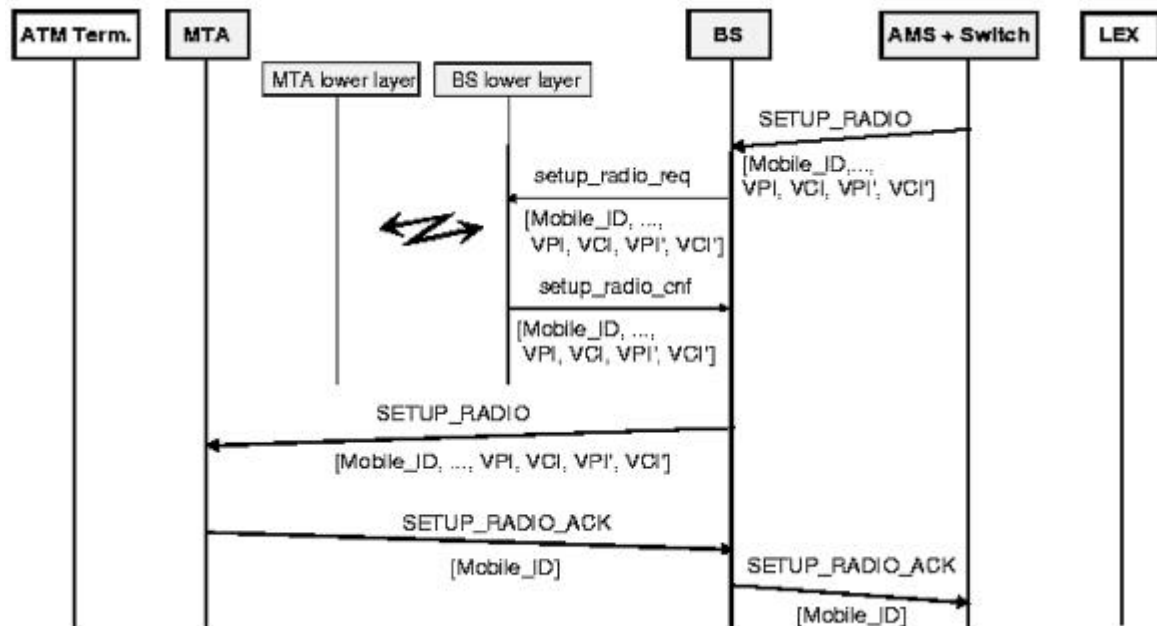 ATM Term.
MTA
BS
AMS + Switch
LEX
MTA lower layer
BS lower layer
SETUP_RADIO
[Mobile_ID,...,
VPI, VCI, VPI', VCI']
setup_radio_req
[Mobile_ID, ...,
VPI, VCI, VPI', VCI']
setup_radio_cnf
[Mobile_ID, ...,
VPI, VCI, VPI', VCI']
SETUP_RADIO
[Mobile_ID, ..., VPI, VCI, VPI', VCI']
SETUP_RADIO_ACK
[Mobile_ID]
SETUP_RADIO_ACK
[Mobile_ID]